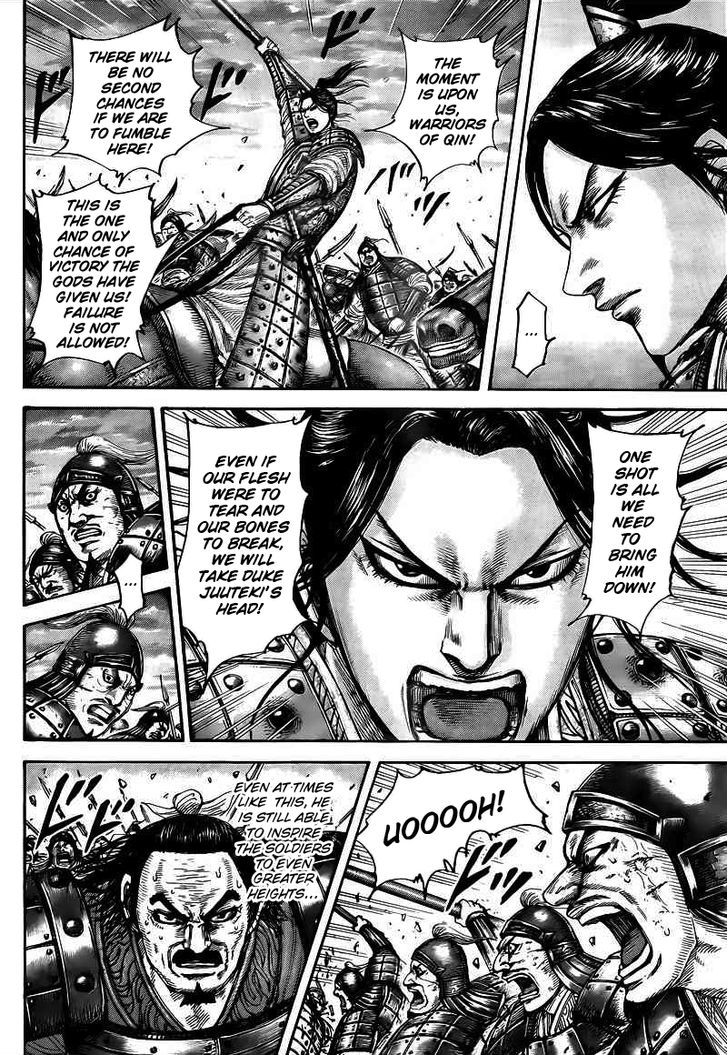 THE
MOMENT
IS UPON
US,
WARRIORS
OF QIN!
...
THERE WILL
BE NO
SECOND
CHANCES
IF WE ARE
TO FUMBLE
HERE!
THIS IS
THE ONE
AND ONLY
CHANCE OF
VICTORY THE
GODS HAVE
GIVEN US!
FAILURE
IS NOT
ALLOWED!
ONE
SHOT IS
ALL WE
NEED
TO
BRING
HIM
DOWN!
EVEN IF
OUR FLESH
WERE TO
TEAR AND
OUR BONES
TO BREAK,
WE WILL
TAKE DUKE
JUUTEKI'S
HEAD!
...
UOOOOH!
EVEN AT TIMES
LIKE THIS, HE
IS STILL ABLE
TO INSPIRE
THE SOLDIERS
TO EVEN
GREATER
HEIGHTS...